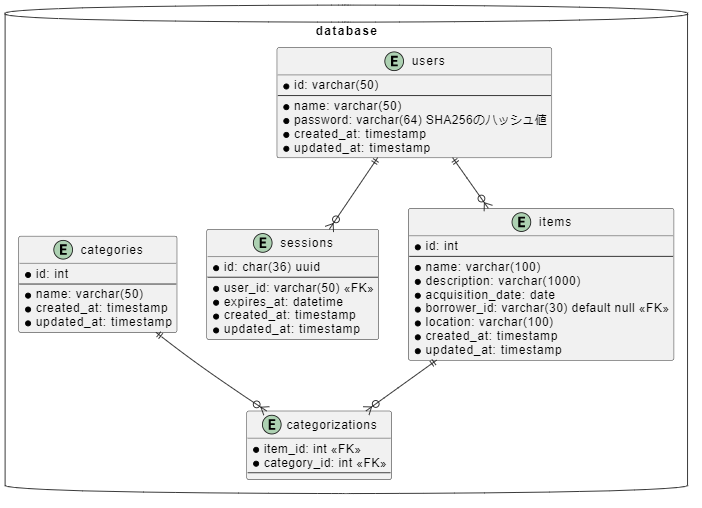 database
E users
id: varchar(50)
name: varchar(50)
password: varchar(64) SHA256のハッシュ値
created_at: timestamp
updated_at: timestamp
E categories
id: int
name: varchar(50)
created_at: timestamp
updated_at: timestamp
E sessions
id: char(36) uuid
user_id: varchar(50) «FK»
expires_at: datetime
created_at: timestamp
updated_at: timestamp
E items
id: int
name: varchar(100)
description: varchar(1000)
acquisition_date: date
borrower_id: varchar(30) default null «FK»
location: varchar(100)
created_at: timestamp
updated_at: timestamp
E categorizations
item_id: int «FK»
category_id: int «FK»